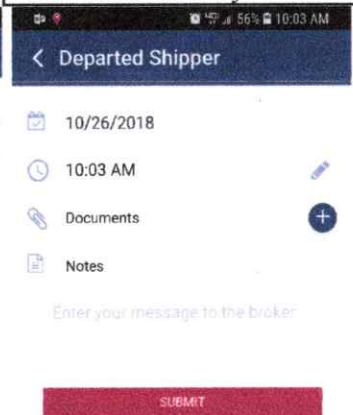 56% 10:03 AM
Departed Shipper
10/26/2018
10:03 AM
Documents
Notes
Enter your message to the broker
SUBMIT